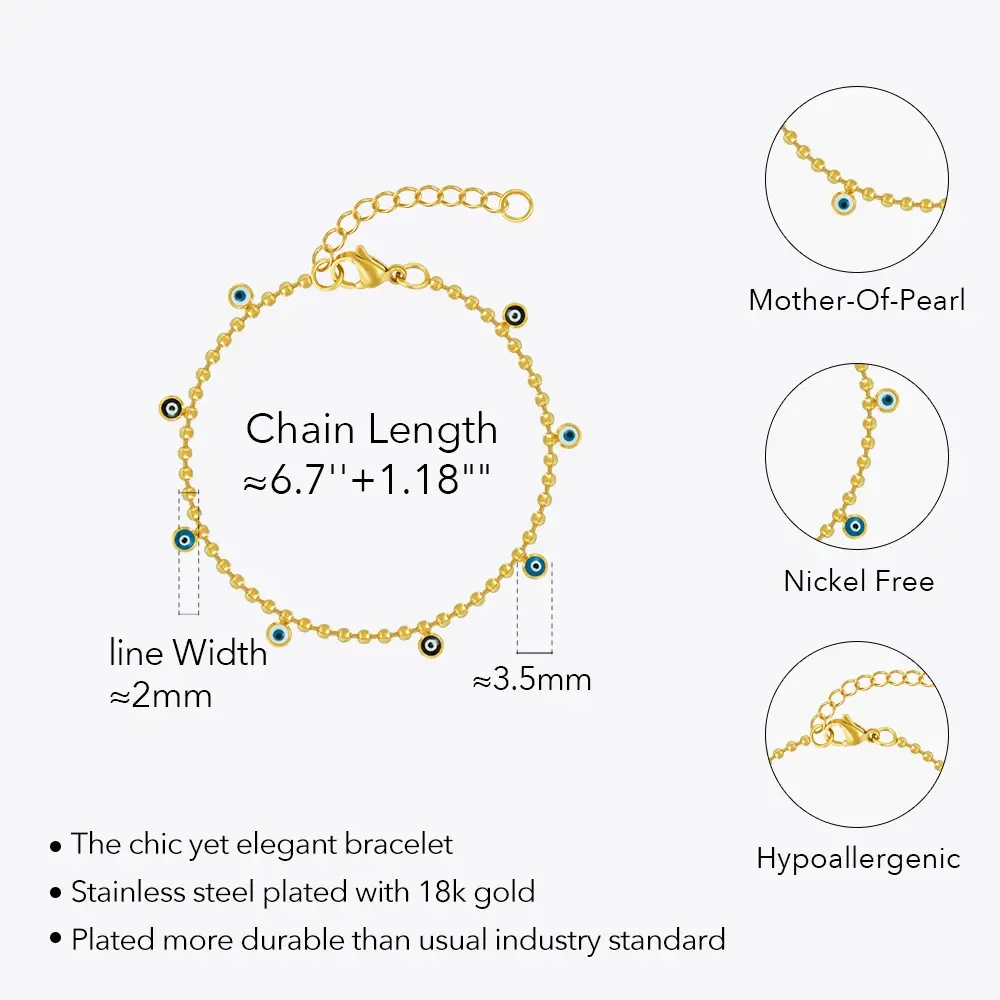 Mother-Of-Pearl
Chain Length
≈6.7''+1.18""
Nickel Free
line Width
≈2mm
≈3.5mm
Hypoallergenic
• The chic yet elegant bracelet
• Stainless steel plated with 18k gold
• Plated more durable than usual industry standard